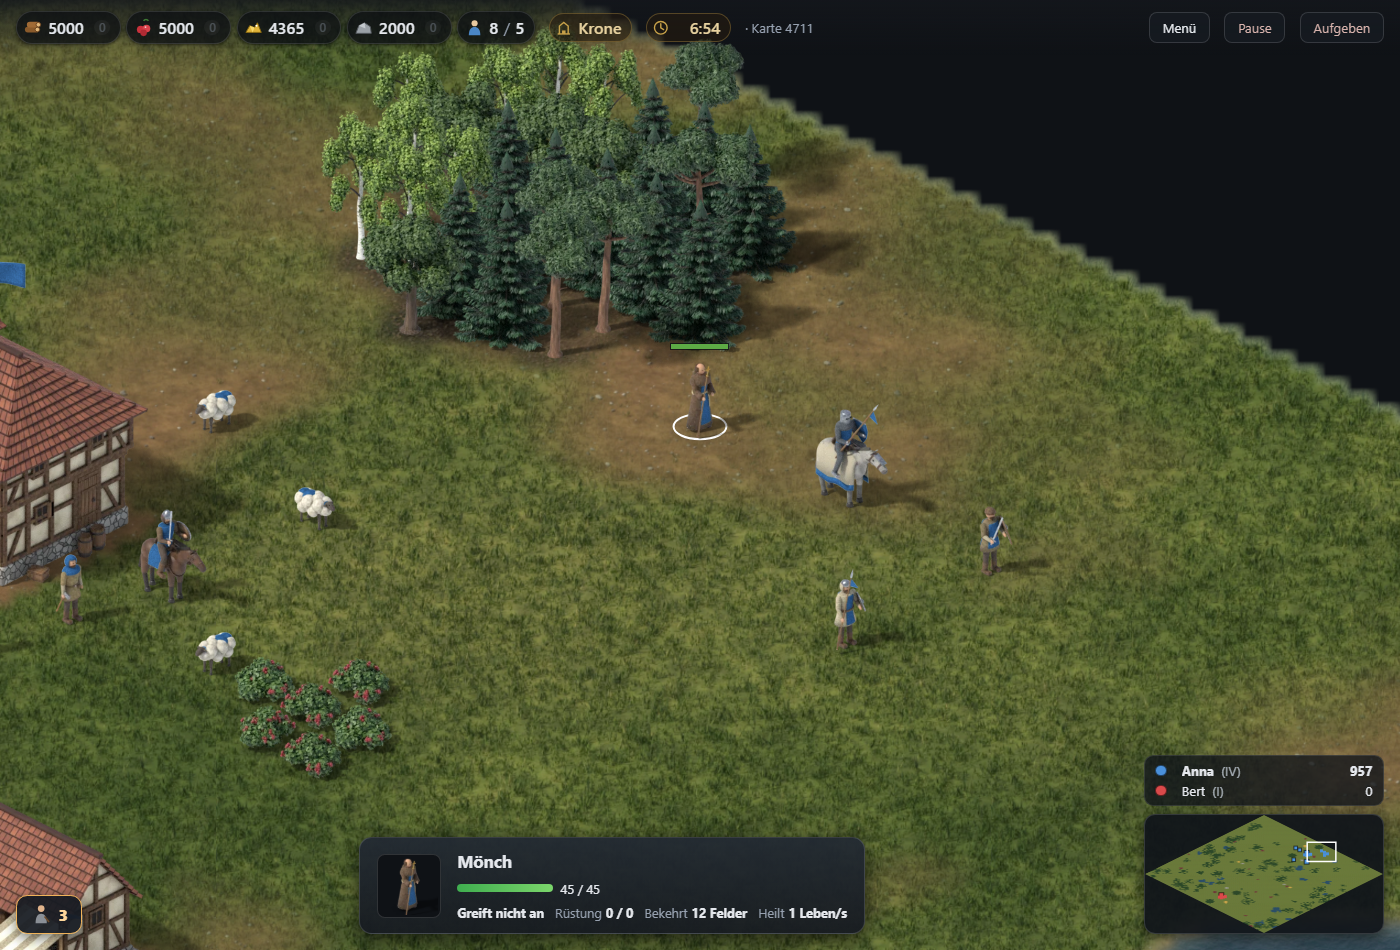 5000 0 5000 0 4365 0 2000 0 8 / 5 Krone 6:54 · Karte 4711 Menü Pause Aufgeben
Anna (IV) 957
Bert (I) 0
Mönch
45 / 45
Greift nicht an Rüstung 0 / 0 Bekehrt 12 Felder Heilt 1 Leben/s
3